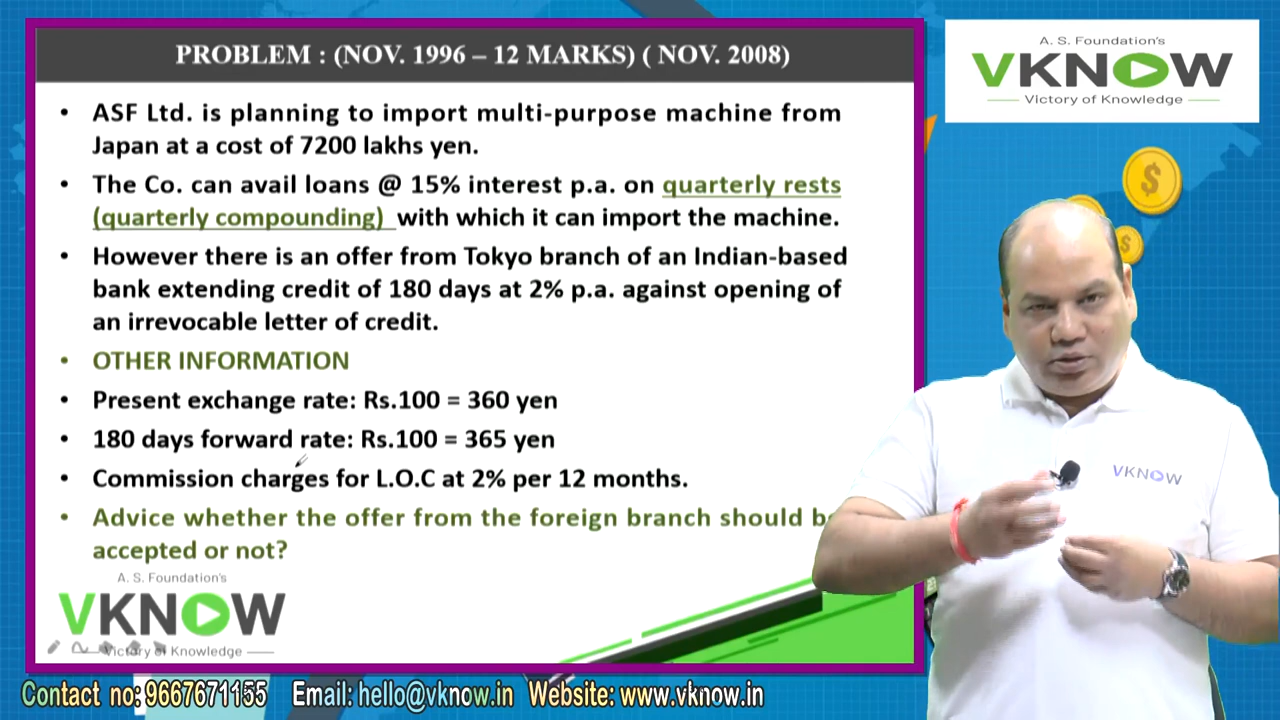 PROBLEM : (NOV. 1996 – 12 MARKS) ( NOV. 2008)
A. S. Foundation's
VKNOW
Victory of Knowledge
• ASF Ltd. is planning to import multi-purpose machine from
Japan at a cost of 7200 lakhs yen.
• The Co. can avail loans @ 15% interest p.a. on quarterly rests
(quarterly compounding) with which it can import the machine.
• However there is an offer from Tokyo branch of an Indian-based
bank extending credit of 180 days at 2% p.a. against opening of
an irrevocable letter of credit.
• OTHER INFORMATION
• Present exchange rate: Rs.100 = 360 yen
• 180 days forward rate: Rs.100 = 365 yen
• Commission charges for L.O.C at 2% per 12 months.
• Advice whether the offer from the foreign branch should be
accepted or not?
VKNOW
A. S. Foundation's
VKNOW
Victory of Knowledge
Contact no: 9667671155 Email: hello@vknow.in Website: www.vknow.in